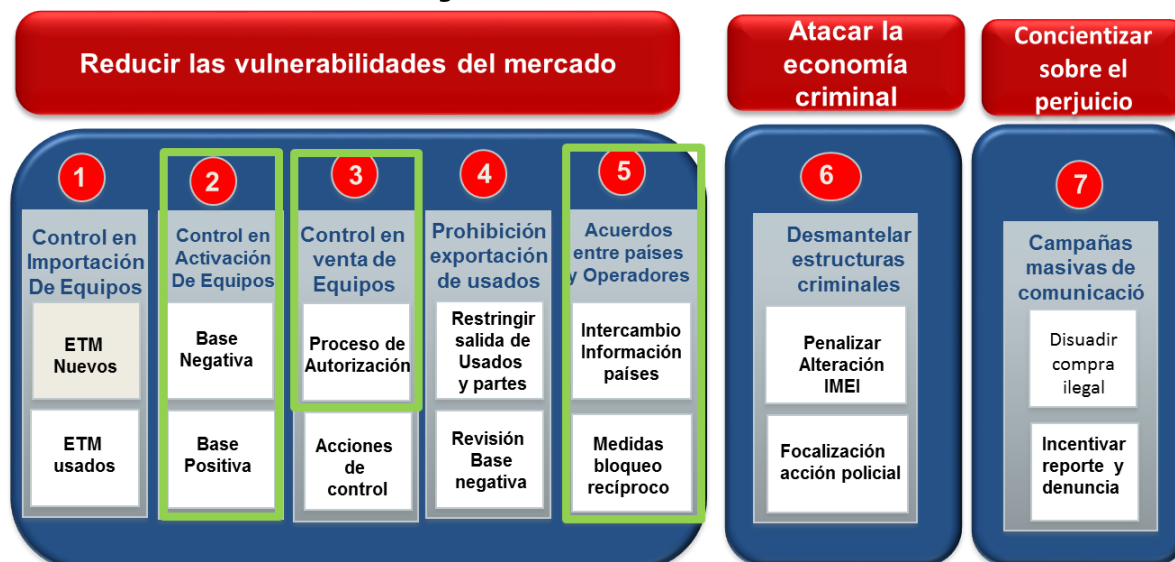 Reducir las vulnerabilidades del mercado
Atacar la
economía
criminal
Concientizar
sobre el
perjuicio
1
Control en
Importación
De Equipos
ETM
Nuevos
ETM
usados
2
Control en
Activación
De Equipos
Base
Negativa
Base
Positiva
3
Control en
venta de
Equipos
Proceso de
Autorización
Acciones
de
control
4
Prohibición
exportación
de usados
Restringir
salida de
Usados
y partes
Revisión
Base
negativa
5
Acuerdos
entre países
y Operadores
Intercambio
Información
países
Medidas
bloqueo
recíproco
6
Desmantelar
estructuras
criminales
Penalizar
Alteración
IMEI
Focalización
acción policial
7
Campañas
masivas de
comunicació
Disuadir
compra
ilegal
Incentivar
reporte y
denuncia